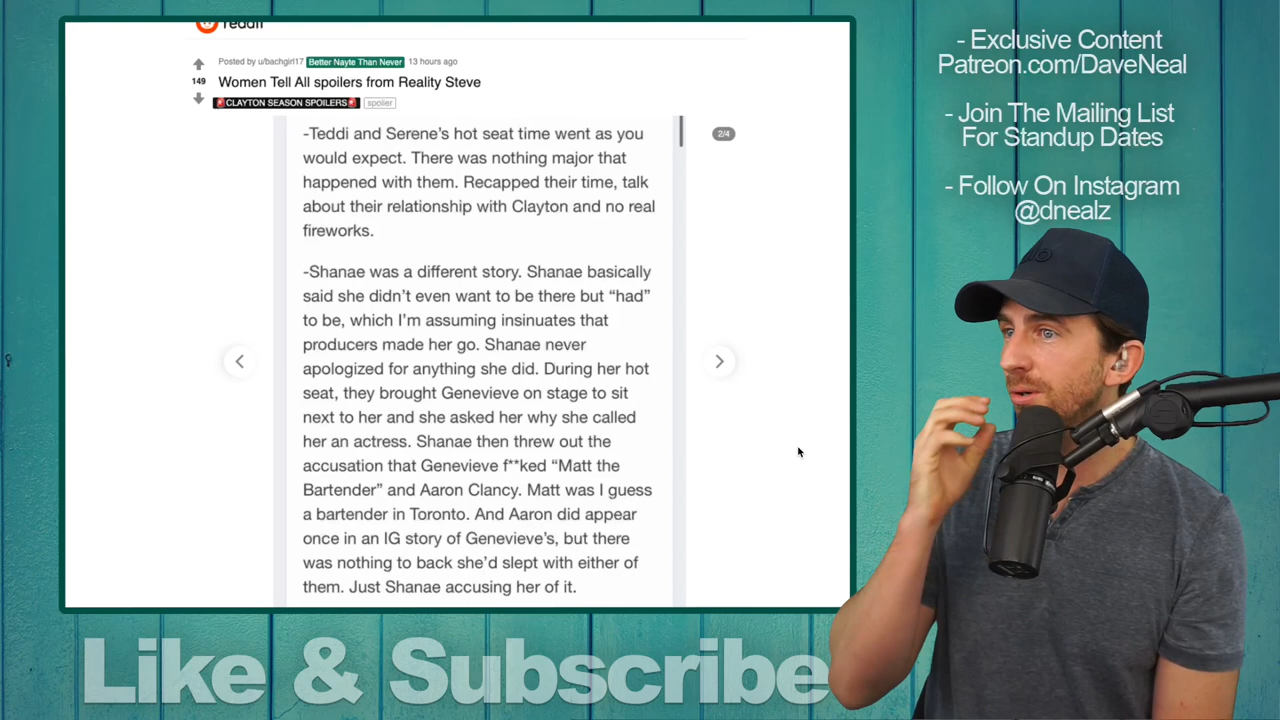 reddit
Posted by u/bachgirl17 Better Nayte Than Never 13 hours ago
149
Women Tell All spoilers from Reality Steve
🚨CLAYTON SEASON SPOILERS🚨 spoiler
2/4
-Teddi and Serene's hot seat time went as you
would expect. There was nothing major that
happened with them. Recapped their time, talk
about their relationship with Clayton and no real
fireworks.
-Shanae was a different story. Shanae basically
said she didn't even want to be there but “had”
to be, which I'm assuming insinuates that
producers made her go. Shanae never
apologized for anything she did. During her hot
seat, they brought Genevieve on stage to sit
next to her and she asked her why she called
her an actress. Shanae then threw out the
accusation that Genevieve f**ked “Matt the
Bartender” and Aaron Clancy. Matt was I guess
a bartender in Toronto. And Aaron did appear
once in an IG story of Genevieve's, but there
was nothing to back she'd slept with either of
them. Just Shanae accusing her of it.
- Exclusive Content
Patreon.com/DaveNeal
- Join The Mailing List
For Standup Dates
- Follow On Instagram
@dnealz
Like & Subscribe